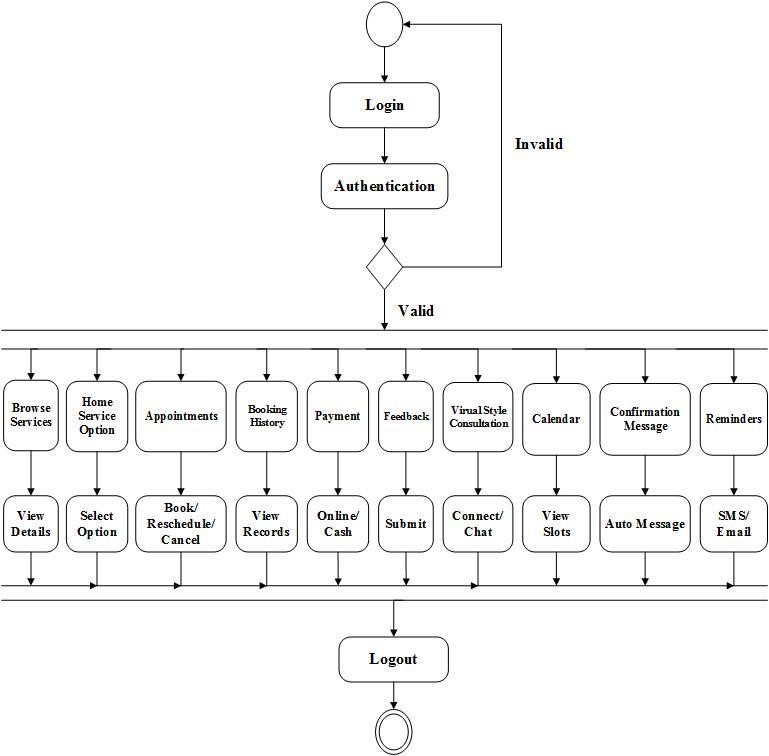 Login
Invalid
Authentication
Valid
Browse
Services
Home
Service
Option
Appointments
Booking
History
Payment
Feedback
Virual Style
Consultation
Calendar
Confirmation
Message
Reminders
View
Details
Select
Option
Book/
Reschedule/
Cancel
View
Records
Online/
Cash
Submit
Connect/
Chat
View
Slots
Auto Message
SMS/
Email
Logout